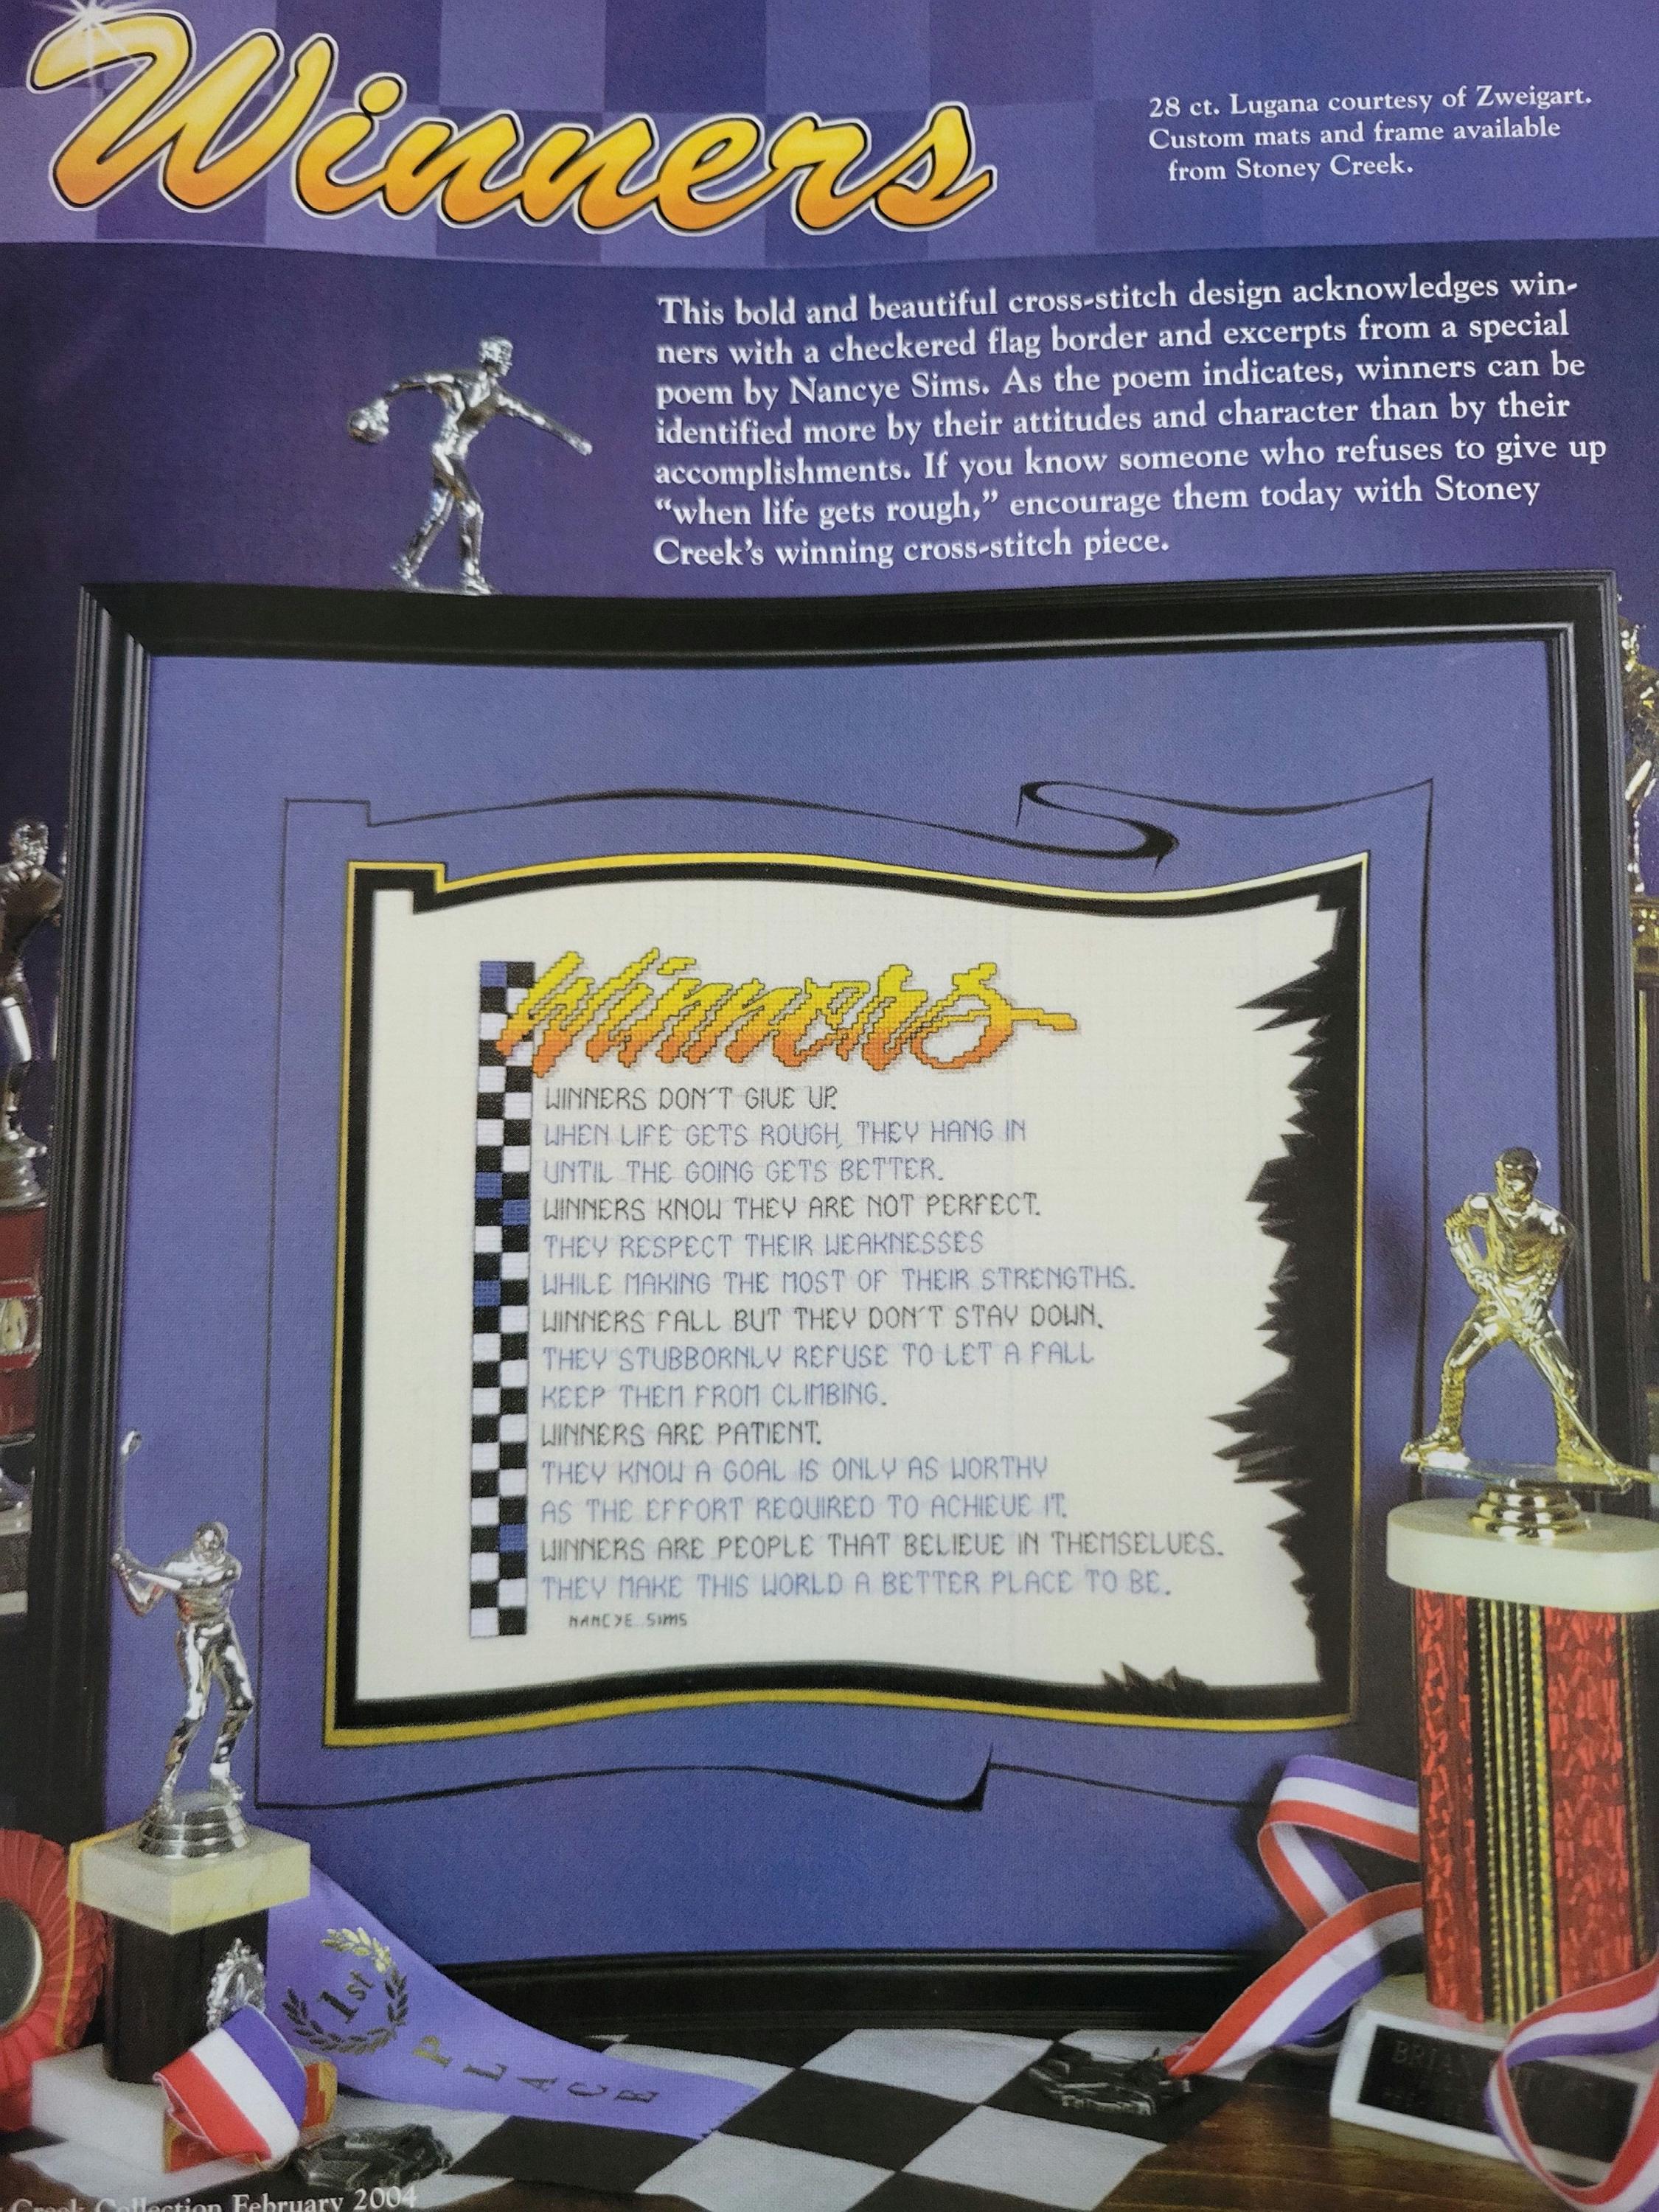 Winners
28 ct. Lugana courtesy of Zweigart.
Custom mats and frame available
from Stoney Creek.
This bold and beautiful cross-stitch design acknowledges win-
ners with a checkered flag border and excerpts from a special
poem by Nancye Sims. As the poem indicates, winners can be
identified more by their attitudes and character than by their
accomplishments. If you know someone who refuses to give up
“when life gets rough,” encourage them today with Stoney
Creek’s winning cross-stitch piece.
Winners
WINNERS DON'T GIVE UP.
WHEN LIFE GETS ROUGH, THEY HANG IN
UNTIL THE GOING GETS BETTER.
WINNERS KNOW THEY ARE NOT PERFECT.
THEY RESPECT THEIR WEAKNESSES
WHILE MAKING THE MOST OF THEIR STRENGTHS.
WINNERS FALL BUT THEY DON'T STAY DOWN.
THEY STUBBORNLY REFUSE TO LET A FALL
KEEP THEM FROM CLIMBING.
WINNERS ARE PATIENT.
THEY KNOW A GOAL IS ONLY AS WORTHY
AS THE EFFORT REQUIRED TO ACHIEVE IT.
WINNERS ARE PEOPLE THAT BELIEVE IN THEMSELVES.
THEY MAKE THIS WORLD A BETTER PLACE TO BE.
NANCYE SIMS
1st
PLACE
BRIAN
Creek Collection February 2004